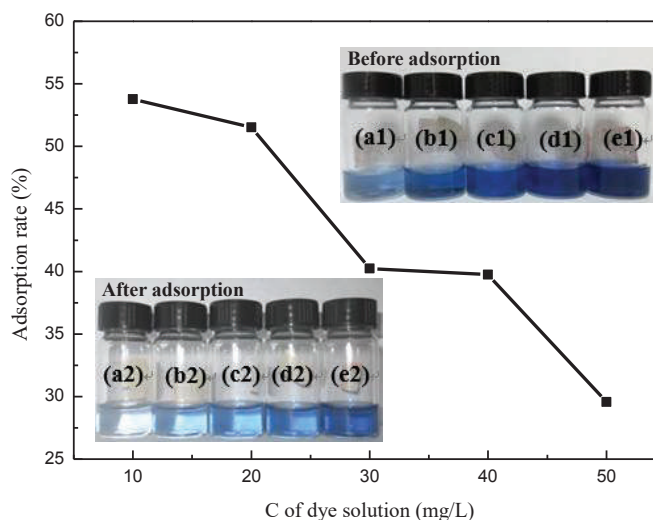 60
55
50
45
40
35
30
25
10
20
30
40
50
Adsorption rate (%)
C of dye solution (mg/L)
Before adsorption
(a1) (b1) (c1) (d1) (e1)
After adsorption
(a2) (b2) (c2) (d2) (e2)